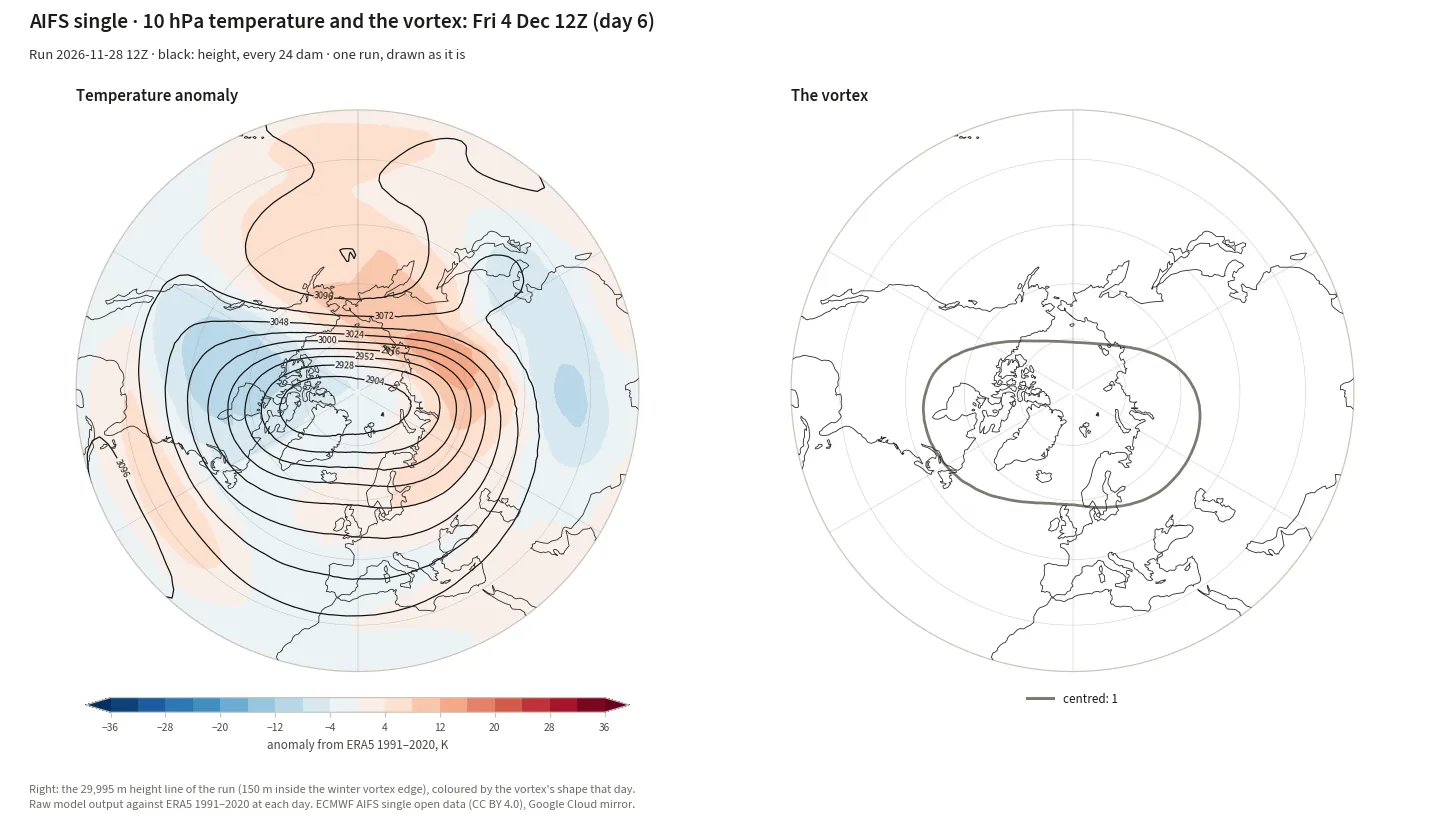 AIFS single · 10 hPa temperature and the vortex: Fri 4 Dec 12Z (day 6)
Run 2026-11-28 12Z · black: height, every 24 dam · one run, drawn as it is
Temperature anomaly
The vortex
3096
3072
3048
3024
3000
2952
2928
2904
3096
−36 −28 −20 −12 −4 4 12 20 28 36
anomaly from ERA5 1991–2020, K
centred: 1
Right: the 29,995 m height line of the run (150 m inside the winter vortex edge), coloured by the vortex's shape that day.
Raw model output against ERA5 1991–2020 at each day. ECMWF AIFS single open data (CC BY 4.0), Google Cloud mirror.